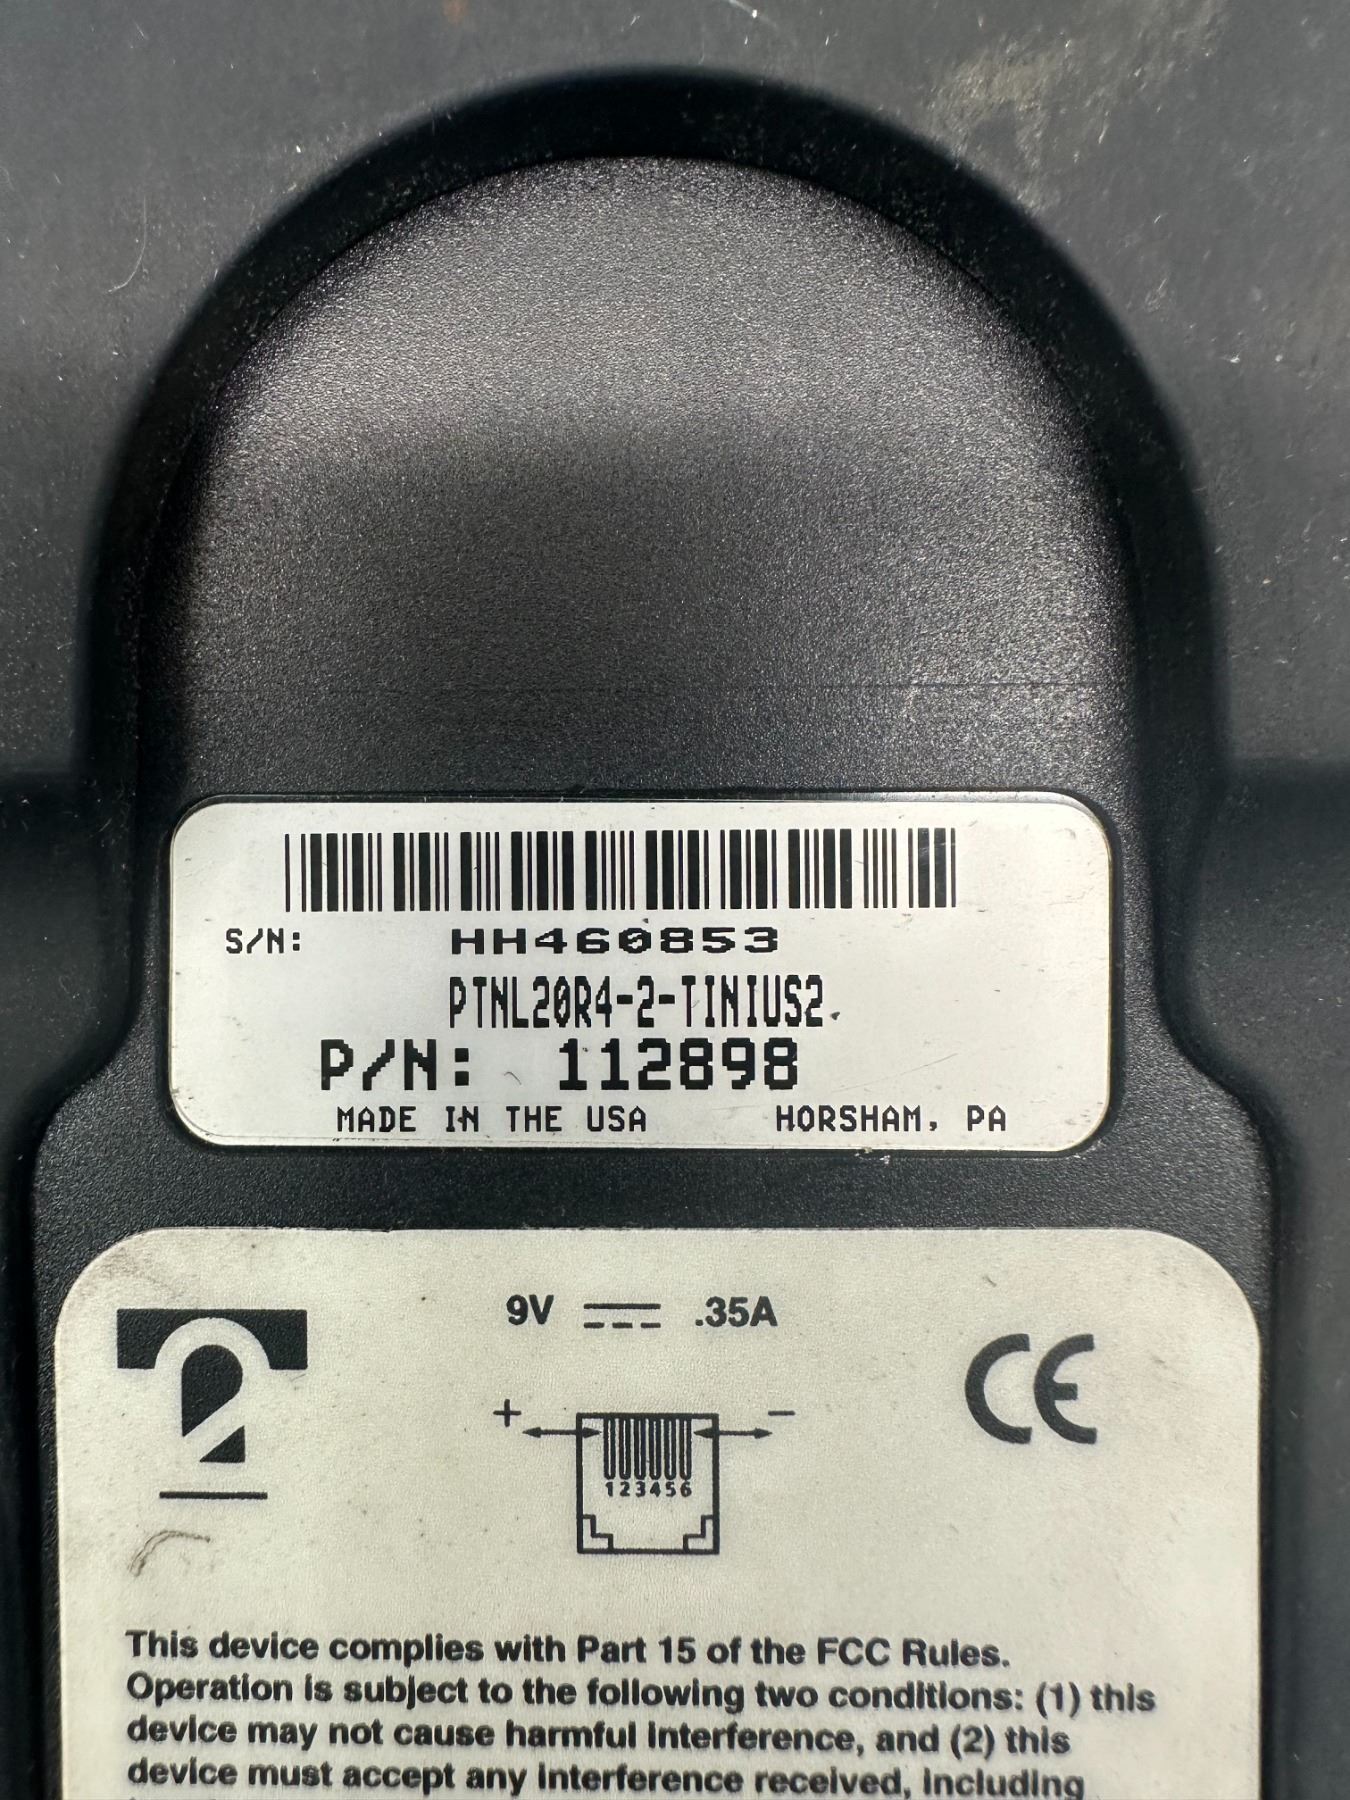 S/N: HH460853
PTNL20R4-2-TINIUS2
P/N: 112898
MADE IN THE USA HORSHAM, PA
9V .35A
CE
2
+ -
123456
This device complies with Part 15 of the FCC Rules.
Operation is subject to the following two conditions: (1) this
device may not cause harmful interference, and (2) this
device must accept any interference received, including